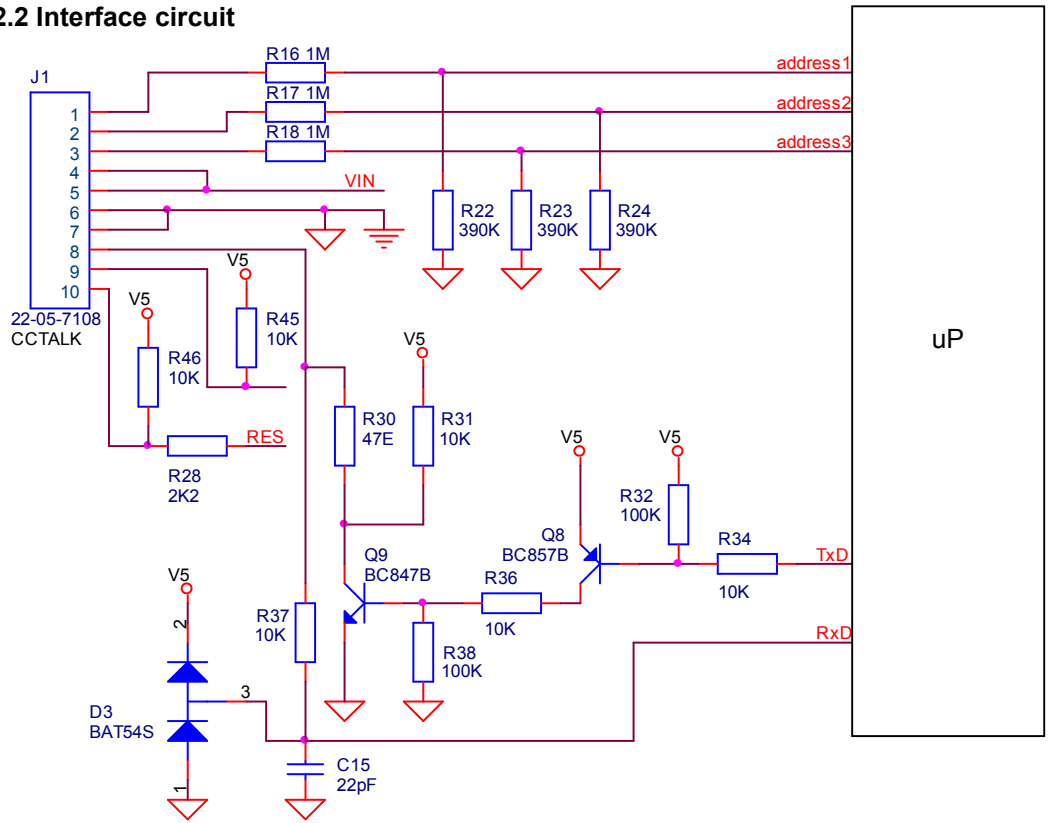 2.2 Interface circuit
J1
1
2
3
4
5
6
7
8
9
10
22-05-7108
CCTALK
R16 1M
R17 1M
R18 1M
address1
address2
address3
VIN
R22
390K
R23
390K
R24
390K
uP
V5
R45
10K
V5
R46
10K
RES
R28
2K2
V5
R30
47E
R31
10K
V5
V5
R32
100K
Q8
BC857B
R34
10K
TxD
Q9
BC847B
R36
10K
R38
100K
RxD
R37
10K
V5
2
3
1
D3
BAT54S
C15
22pF